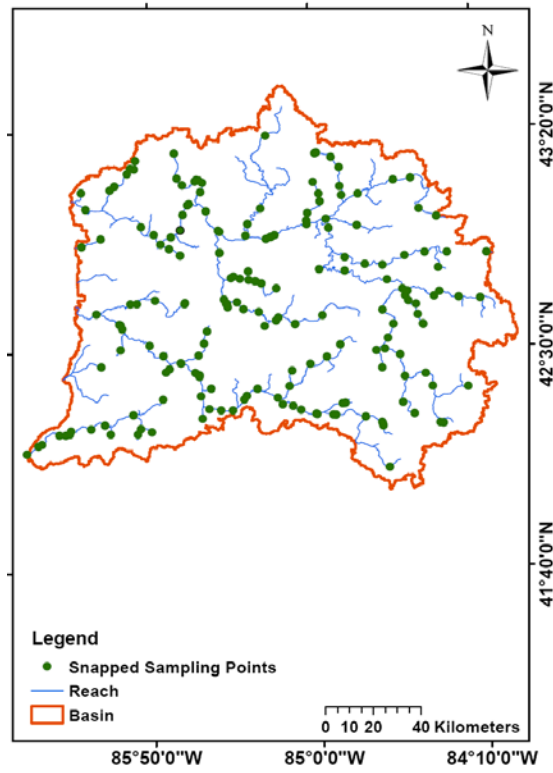 N
43°20'0"N
42°30'0"N
41°40'0"N
Legend
Snapped Sampling Points
Reach
Basin
0 10 20 40 Kilometers
85°50'0"W 85°0'0"W 84°10'0"W